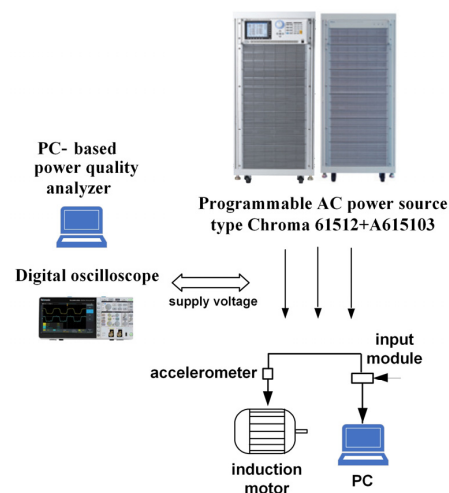 PC- based
power quality
analyzer
Programmable AC power source
type Chroma 61512+A615103
Digital oscilloscope
supply voltage
input
module
accelerometer
induction
motor
PC